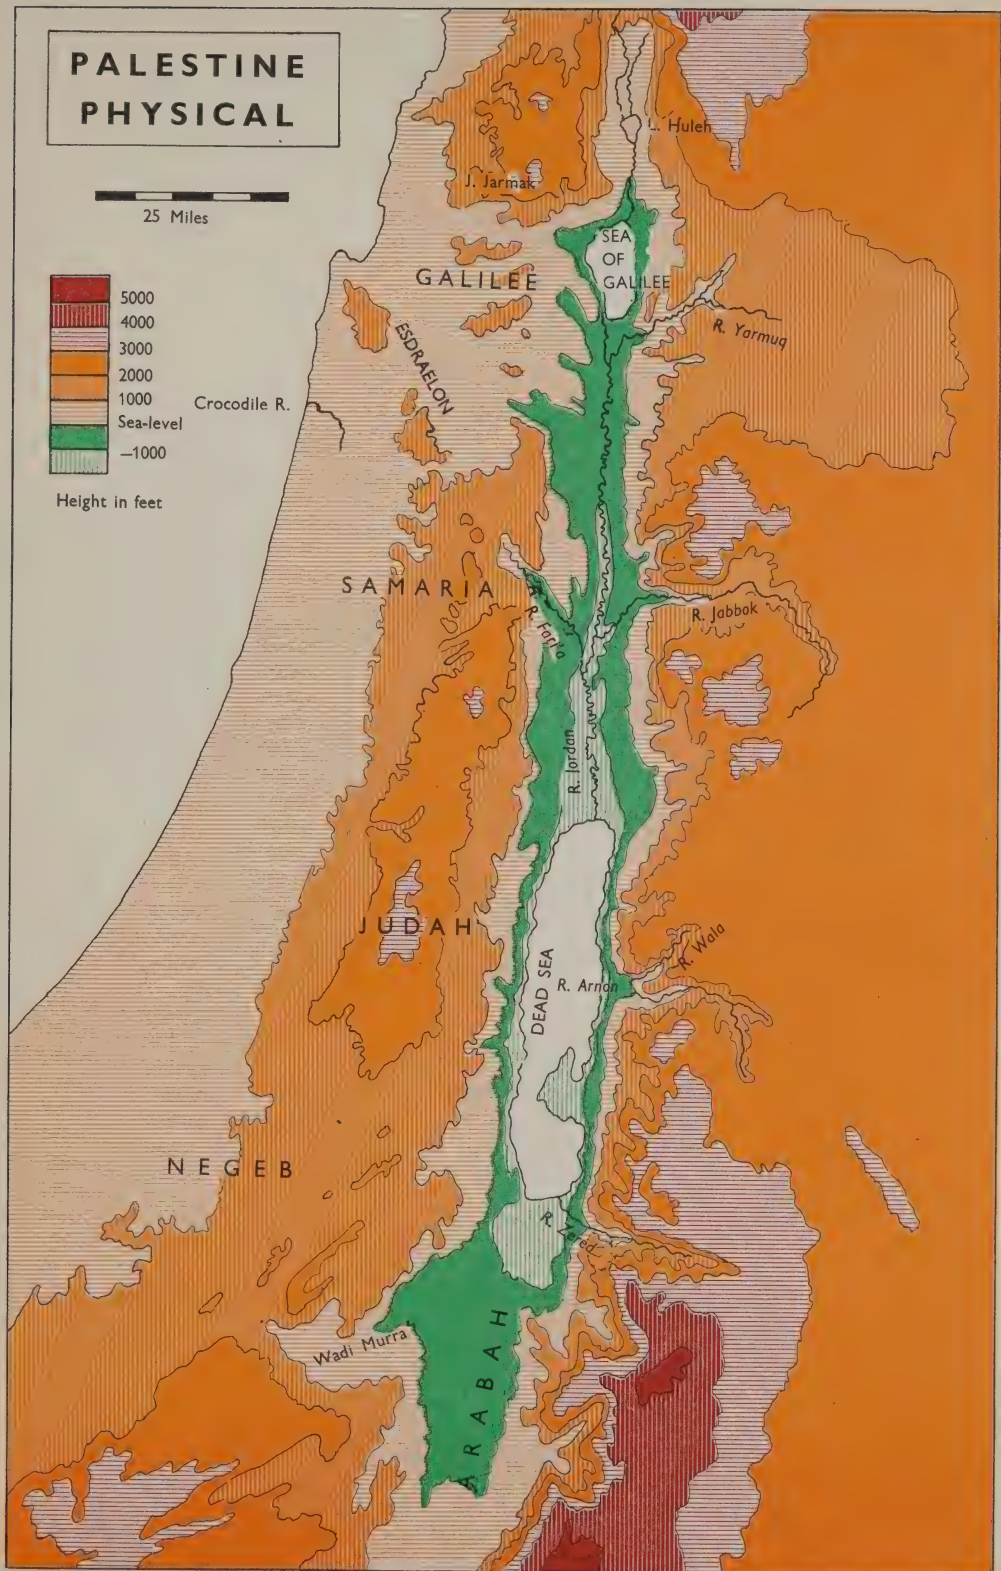 PALESTINE
PHYSICAL
25 Miles
5000
4000
3000
2000
1000
Sea-level
—1000
Height in feet
L. Huleh
J. Jarmak
SEA
OF
GALILEE
GALILEE
R. Yarmuq
ESDRAELON
Crocodile R.
SAMARIA
R. Jabbok
R. Far'a
R. Jordan
JUDAH
R. Wala
DEAD SEA
R. Arnon
NEGEB
R. Zered
Wadi Murra
ARABAH